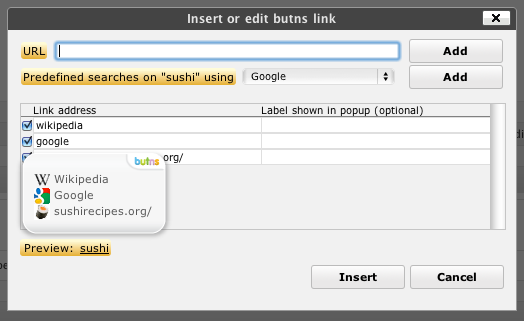 Insert or edit butns link
URL
Add
Predefined searches on "sushi" using
Google
Add
Link address
Label shown in popup (optional)
wikipedia
google
org/
butns
Wikipedia
Google
sushirecipes.org/
Preview: sushi
Insert
Cancel